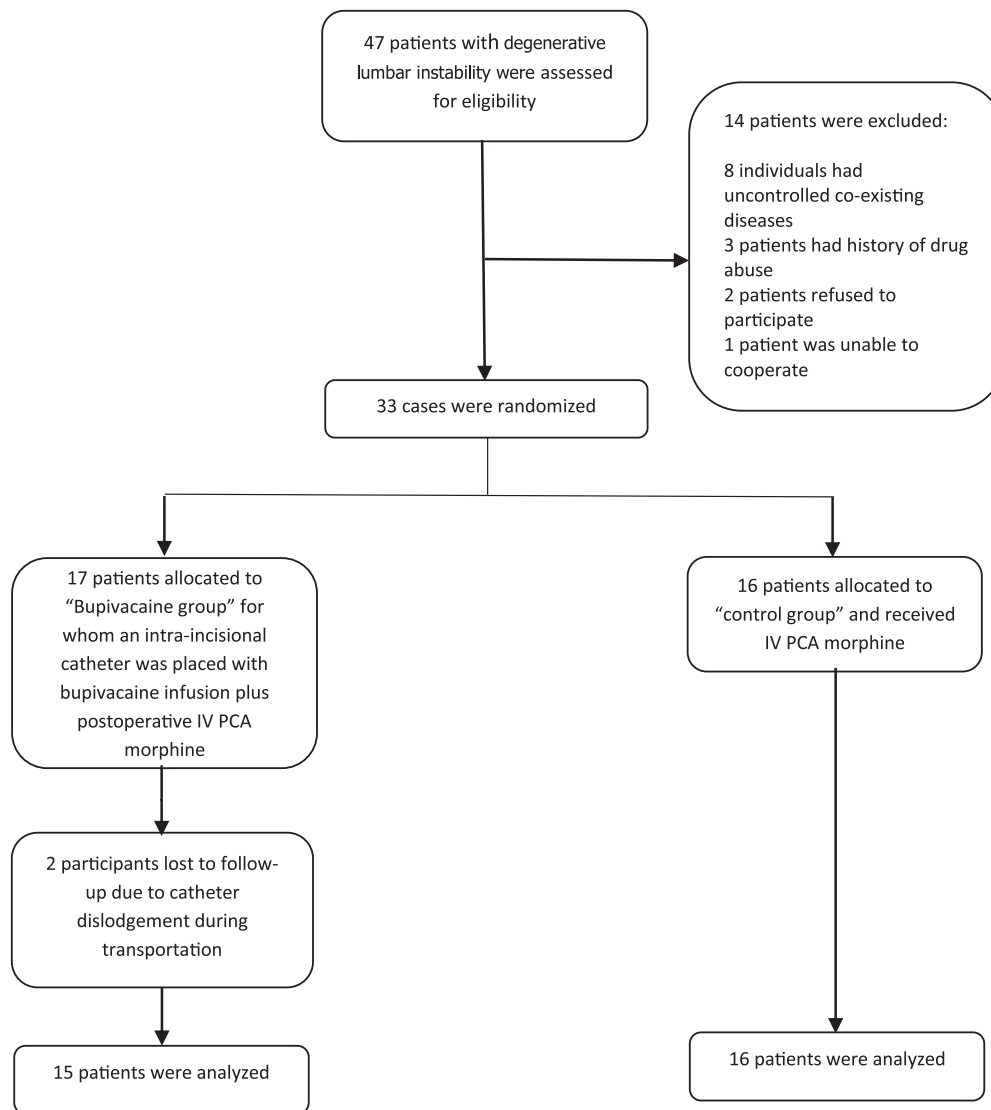 47 patients with degenerative
lumbar instability were assessed
for eligibility
14 patients were excluded:
8 individuals had
uncontrolled co-existing
diseases
3 patients had history of drug
abuse
2 patients refused to
participate
1 patient was unable to
cooperate
33 cases were randomized
17 patients allocated to
“Bupivacaine group” for
whom an intra-incisional
catheter was placed with
bupivacaine infusion plus
postoperative IV PCA
morphine
16 patients allocated to
“control group” and received
IV PCA morphine
2 participants lost to follow-
up due to catheter
dislodgement during
transportation
15 patients were analyzed
16 patients were analyzed